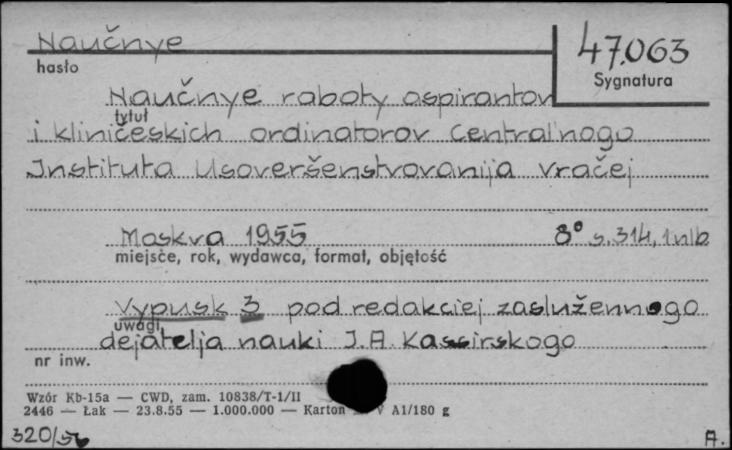 Naučnye
47.063
hasło
Sygnatura
Naučnye raboty aspirantov
tytuł
i kliničeskich ordinatorov Central'nogo
Instituta Usoveršenstvovanija vračej
Moskva 1955 8° s. 314, 1 nlb
miejsce, rok, wydawca, format, objętość
Vypusk 3 pod redakciej zaslužennogo
uwagi
dejatelja nauki J.A. Kassirskogo
nr inw.
Wzór Kb-15a — CWD, zam. 10838/T-1/II
2446 — Łak — 23.8.55 — 1.000.000 — Karton V A1/180 g
320/56 A.